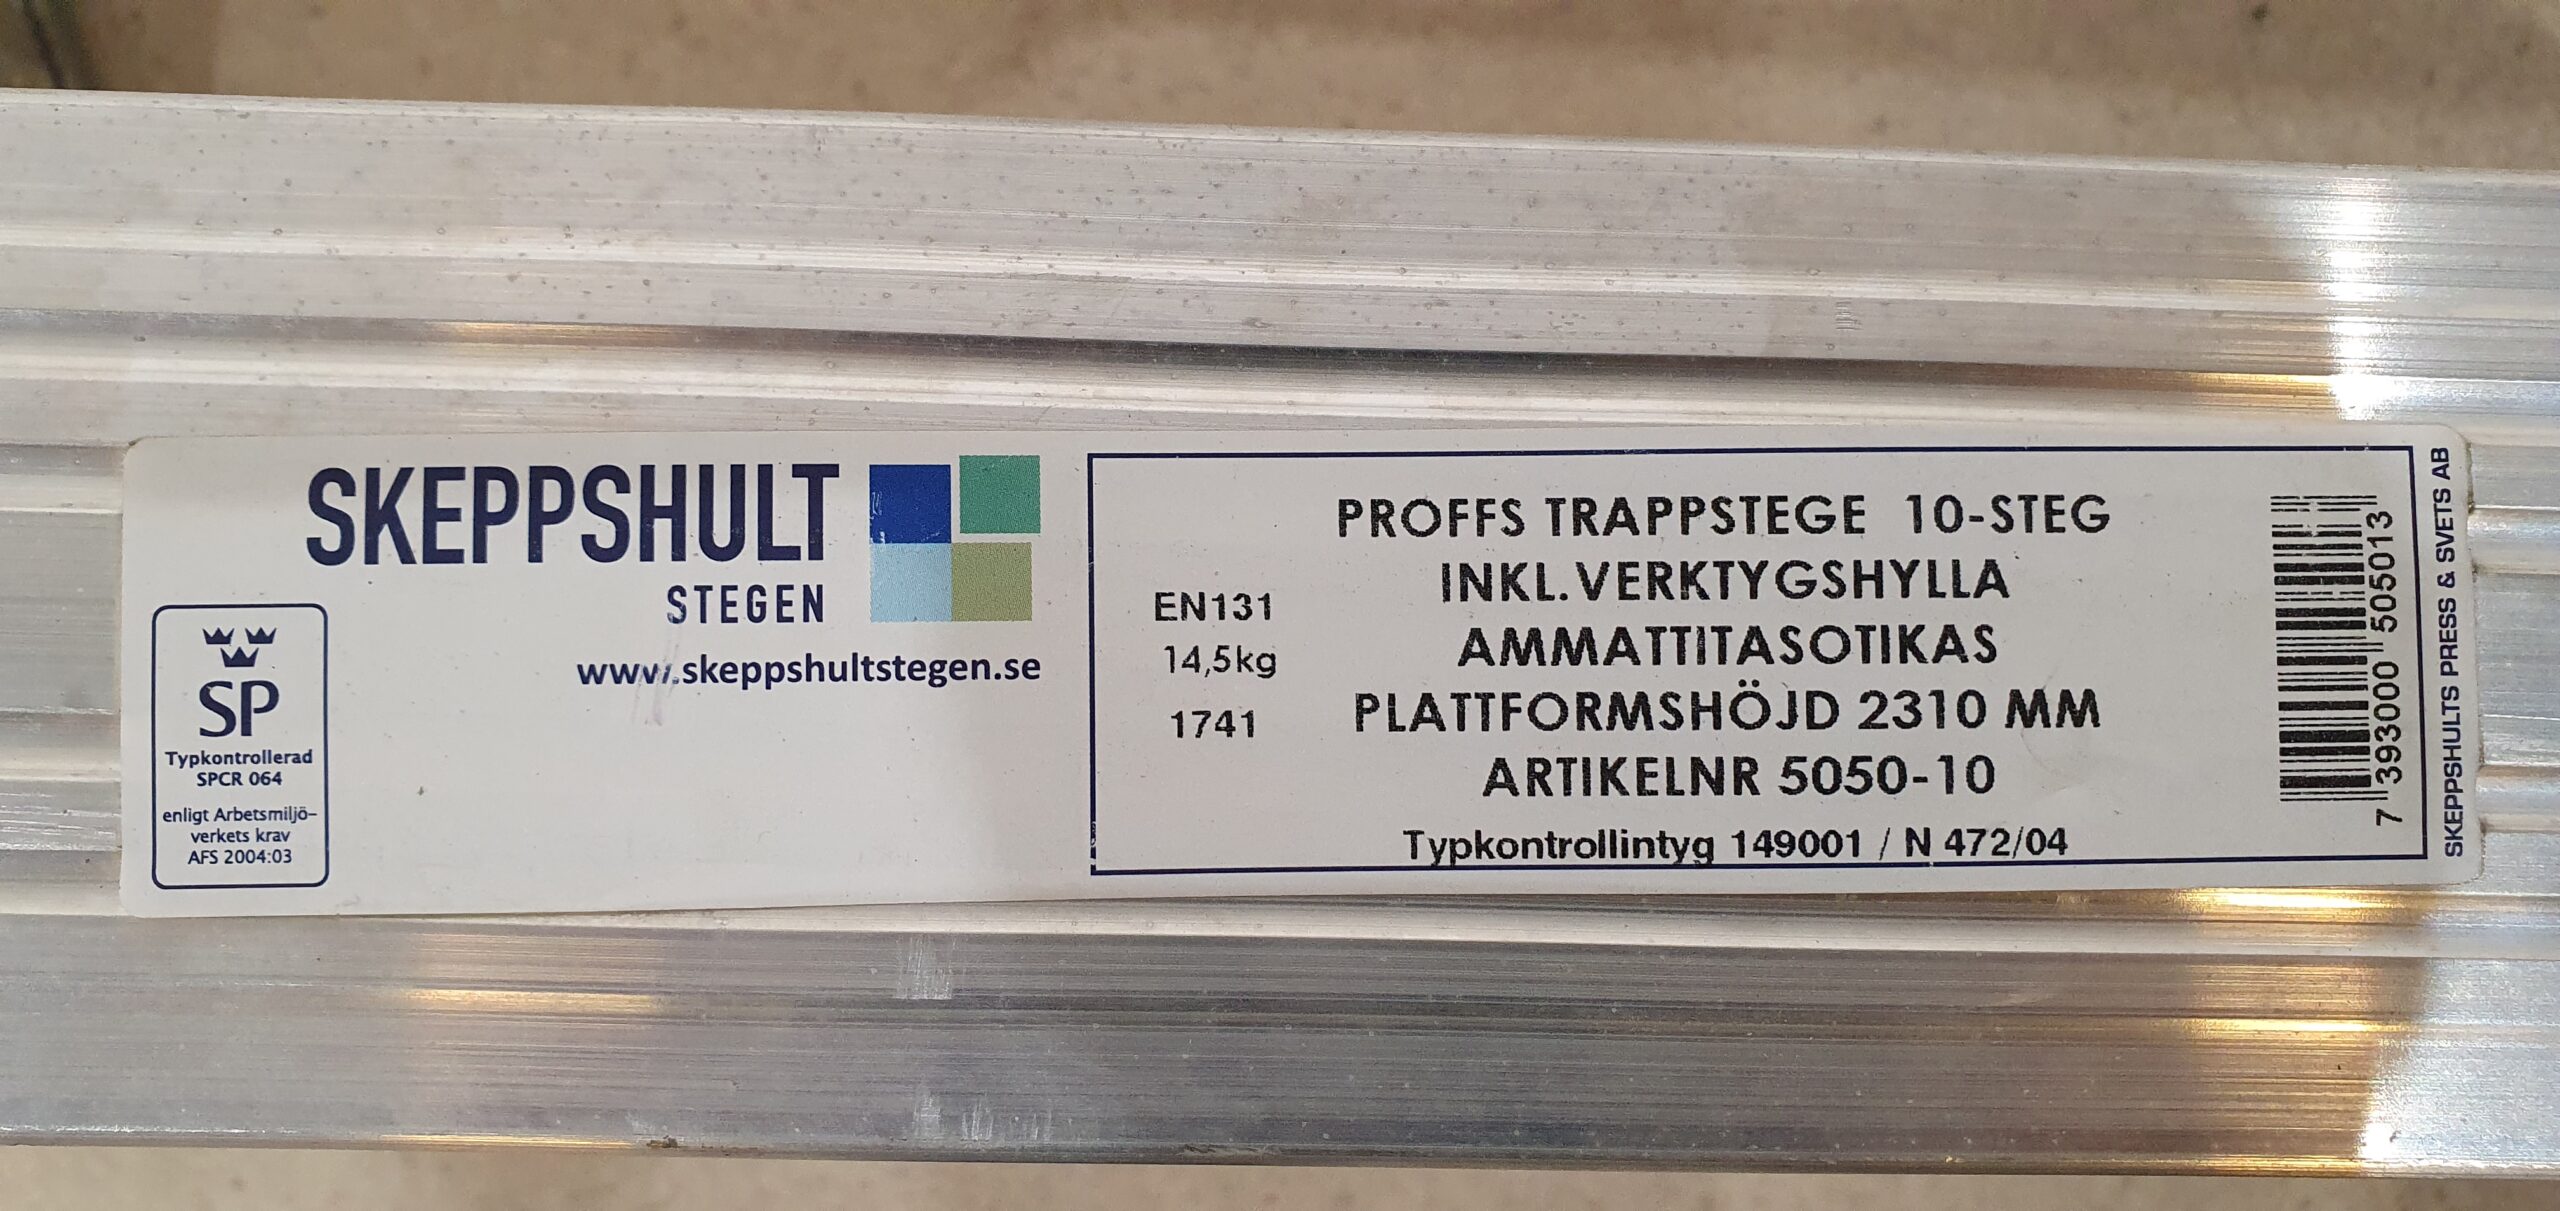 SKEPPSHULT
STEGEN
www.skeppshultstegen.se
SP
Typkontrollerad
SPCR 064
enligt Arbetsmiljö-
verkets krav
AFS 2004:03
EN131
14,5kg
1741
PROFFS TRAPPSTEGE 10-STEG
INKL.VERKTYGSHYLLA
AMMATTITASOTIKAS
PLATTFORMSHÖJD 2310 MM
ARTIKELNR 5050-10
Typkontrollintyg 149001 / N 472/04
7 393000 505013
SKEPPSHULTS PRESS & SVETS AB